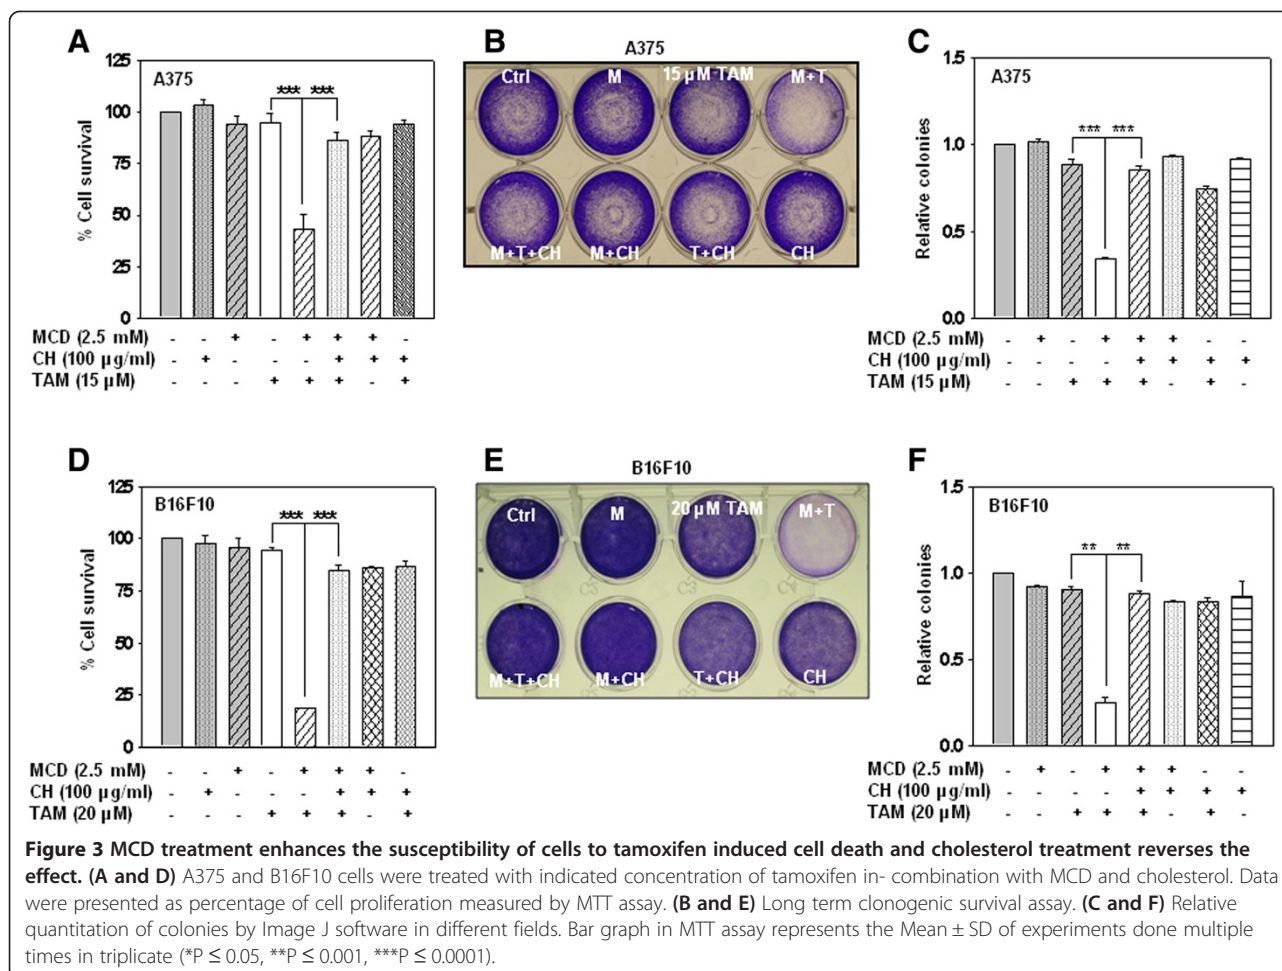 A
125
100
75
50
25
0
% Cell survival
A375
*** ***
MCD (2.5 mM) - - + - + + + -
CH (100 µg/ml) - + - - - + + +
TAM (15 µM) - - - + + + - +
B
A375
Ctrl M 15 µM TAM M+T
M+T+CH M+CH T+CH CH
C
1.5
1.0
0.5
0.0
Relative colonies
A375
*** ***
MCD (2.5 mM) - + - + + + - -
CH (100 µg/ml) - - - - + + + +
TAM (15 µM) - - + + + - + -
D
125
100
75
50
25
0
% Cell survival
B16F10
*** ***
MCD (2.5 mM) - - + - + + + -
CH (100 µg/ml) - + - - - + + +
TAM (20 µM) - - - + + + - +
E
B16F10
Ctrl M 20 µM TAM M+T
M+T+CH M+CH T+CH CH
F
1.5
1.0
0.5
0.0
Relative colonies
B16F10
** **
MCD (2.5 mM) - + - + + + - -
CH (100 µg/ml) - - - - + + + +
TAM (20 µM) - - + + + - + -
Figure 3 MCD treatment enhances the susceptibility of cells to tamoxifen induced cell death and cholesterol treatment reverses the
effect. (A and D) A375 and B16F10 cells were treated with indicated concentration of tamoxifen in- combination with MCD and cholesterol. Data
were presented as percentage of cell proliferation measured by MTT assay. (B and E) Long term clonogenic survival assay. (C and F) Relative
quantitation of colonies by Image J software in different fields. Bar graph in MTT assay represents the Mean ± SD of experiments done multiple
times in triplicate (*P ≤ 0.05, **P ≤ 0.001, ***P ≤ 0.0001).